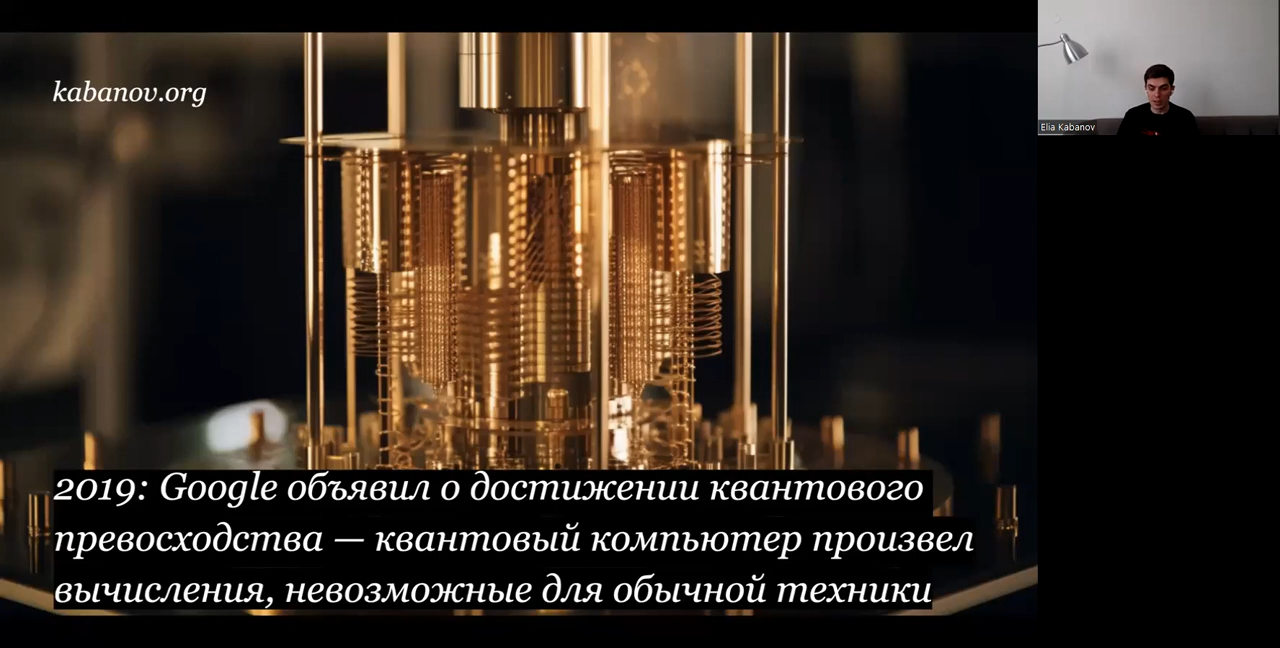 kabanov.org
Elia Kabanov
2019: Google объявил о достижении квантового
превосходства — квантовый компьютер произвел
вычисления, невозможные для обычной техники